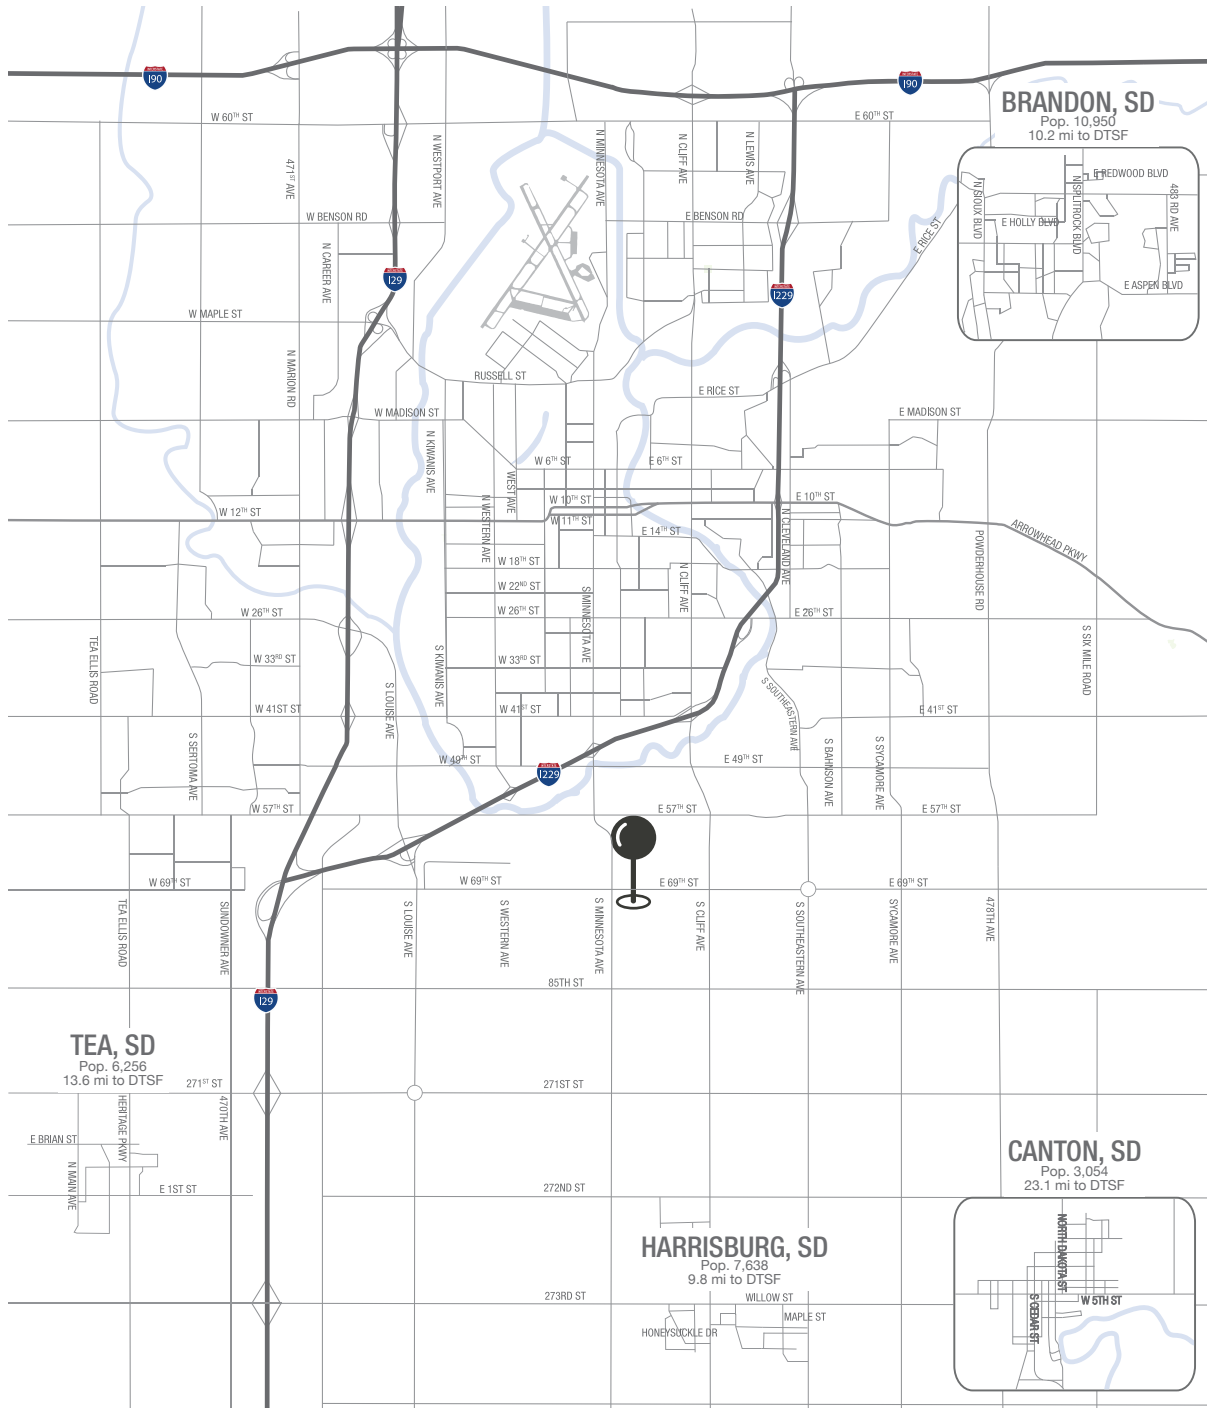 I90
I90
BRANDON, SD
Pop. 10,950
10.2 mi to DTSF
W 60TH ST
E 60TH ST
N WESTPORT AVE
N MINNESOTA AVE
N CLIFF AVE
N LEWIS AVE
471ST AVE
E REDWOOD BLVD
N SIOUX BLVD
N SPLITROCK BLVD
483 RD AVE
E HOLLY BLVD
E ASPEN BLVD
W BENSON RD
E BENSON RD
E RICE ST
N CAREER AVE
I29
I229
W MAPLE ST
N MARION RD
RUSSELL ST
E RICE ST
W MADISON ST
E MADISON ST
N KIWANIS AVE
W 6TH ST
E 6TH ST
WEST AVE
N WESTERN AVE
W 10TH ST
E 10TH ST
W 12TH ST
W 11TH ST
E 14TH ST
N CLEVELAND AVE
ARROWHEAD PKWY
POWDERHOUSE RD
W 18TH ST
N CLIFF AVE
W 22ND ST
S MINNESOTA AVE
W 26TH ST
W 26TH ST
E 26TH ST
TEA ELLIS ROAD
S SIX MILE ROAD
S KIWANIS AVE
W 33RD ST
W 33RD ST
S LOUISE AVE
S SOUTHEASTERN AVE
W 41ST ST
W 41ST ST
E 41ST ST
S SERTOMA AVE
S BAHNSON AVE
S SYCAMORE AVE
W 49TH ST
E 49TH ST
I229
W 57TH ST
E 57TH ST
E 57TH ST
W 69TH ST
W 69TH ST
E 69TH ST
E 69TH ST
TEA ELLIS ROAD
SUNDOWNER AVE
S LOUISE AVE
S WESTERN AVE
S MINNESOTA AVE
S CLIFF AVE
S SOUTHEASTERN AVE
SYCAMORE AVE
478TH AVE
85TH ST
I29
TEA, SD
Pop. 6,256
13.6 mi to DTSF
271ST ST
271ST ST
HERITAGE PKWY
470TH AVE
E BRIAN ST
N MAIN AVE
E 1ST ST
272ND ST
CANTON, SD
Pop. 3,054
23.1 mi to DTSF
NORTH DAKOTA ST
W 5TH ST
S CEDAR ST
HARRISBURG, SD
Pop. 7,638
9.8 mi to DTSF
273RD ST
WILLOW ST
MAPLE ST
HONEYSUCKLE DR